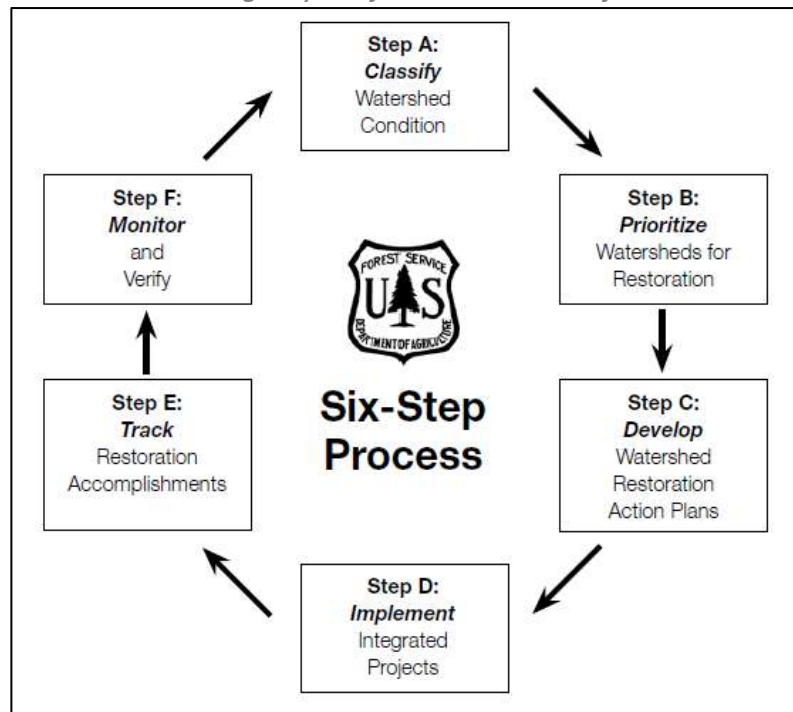 Step A:
Classify
Watershed
Condition
Step B:
Prioritize
Watersheds for
Restoration
Step C:
Develop
Watershed
Restoration
Action Plans
Step D:
Implement
Integrated
Projects
Step E:
Track
Restoration
Accomplishments
Step F:
Monitor
and
Verify
FOREST SERVICE
U S
DEPARTMENT OF AGRICULTURE
Six-Step
Process